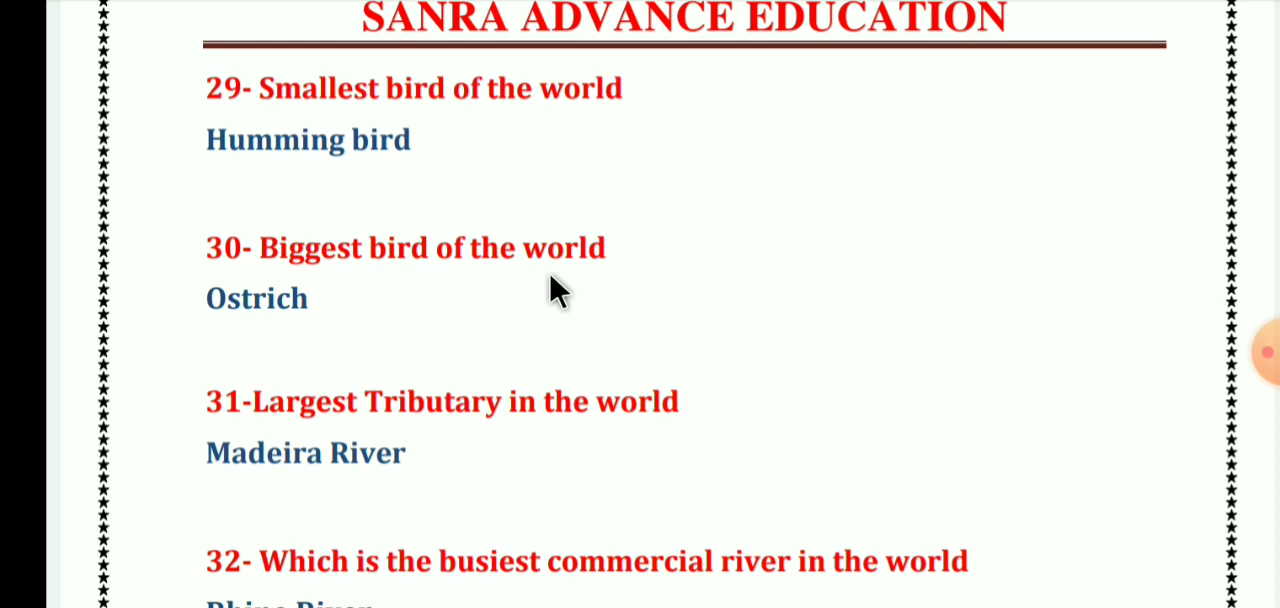 SANRA ADVANCE EDUCATION
29- Smallest bird of the world
Humming bird
30- Biggest bird of the world
Ostrich
31-Largest Tributary in the world
Madeira River
32- Which is the busiest commercial river in the world